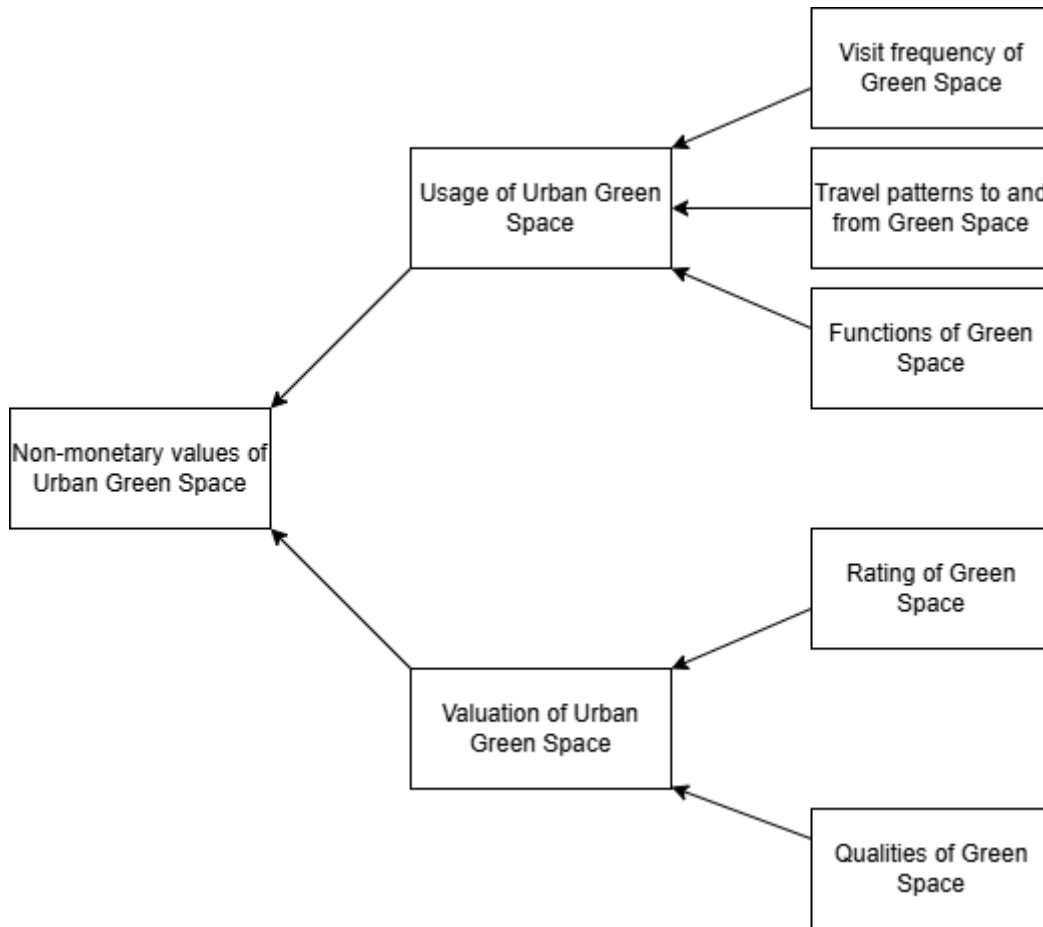 Visit frequency of
Green Space
Usage of Urban Green
Space
Travel patterns to and
from Green Space
Functions of Green
Space
Non-monetary values of
Urban Green Space
Rating of Green
Space
Valuation of Urban
Green Space
Qualities of Green
Space